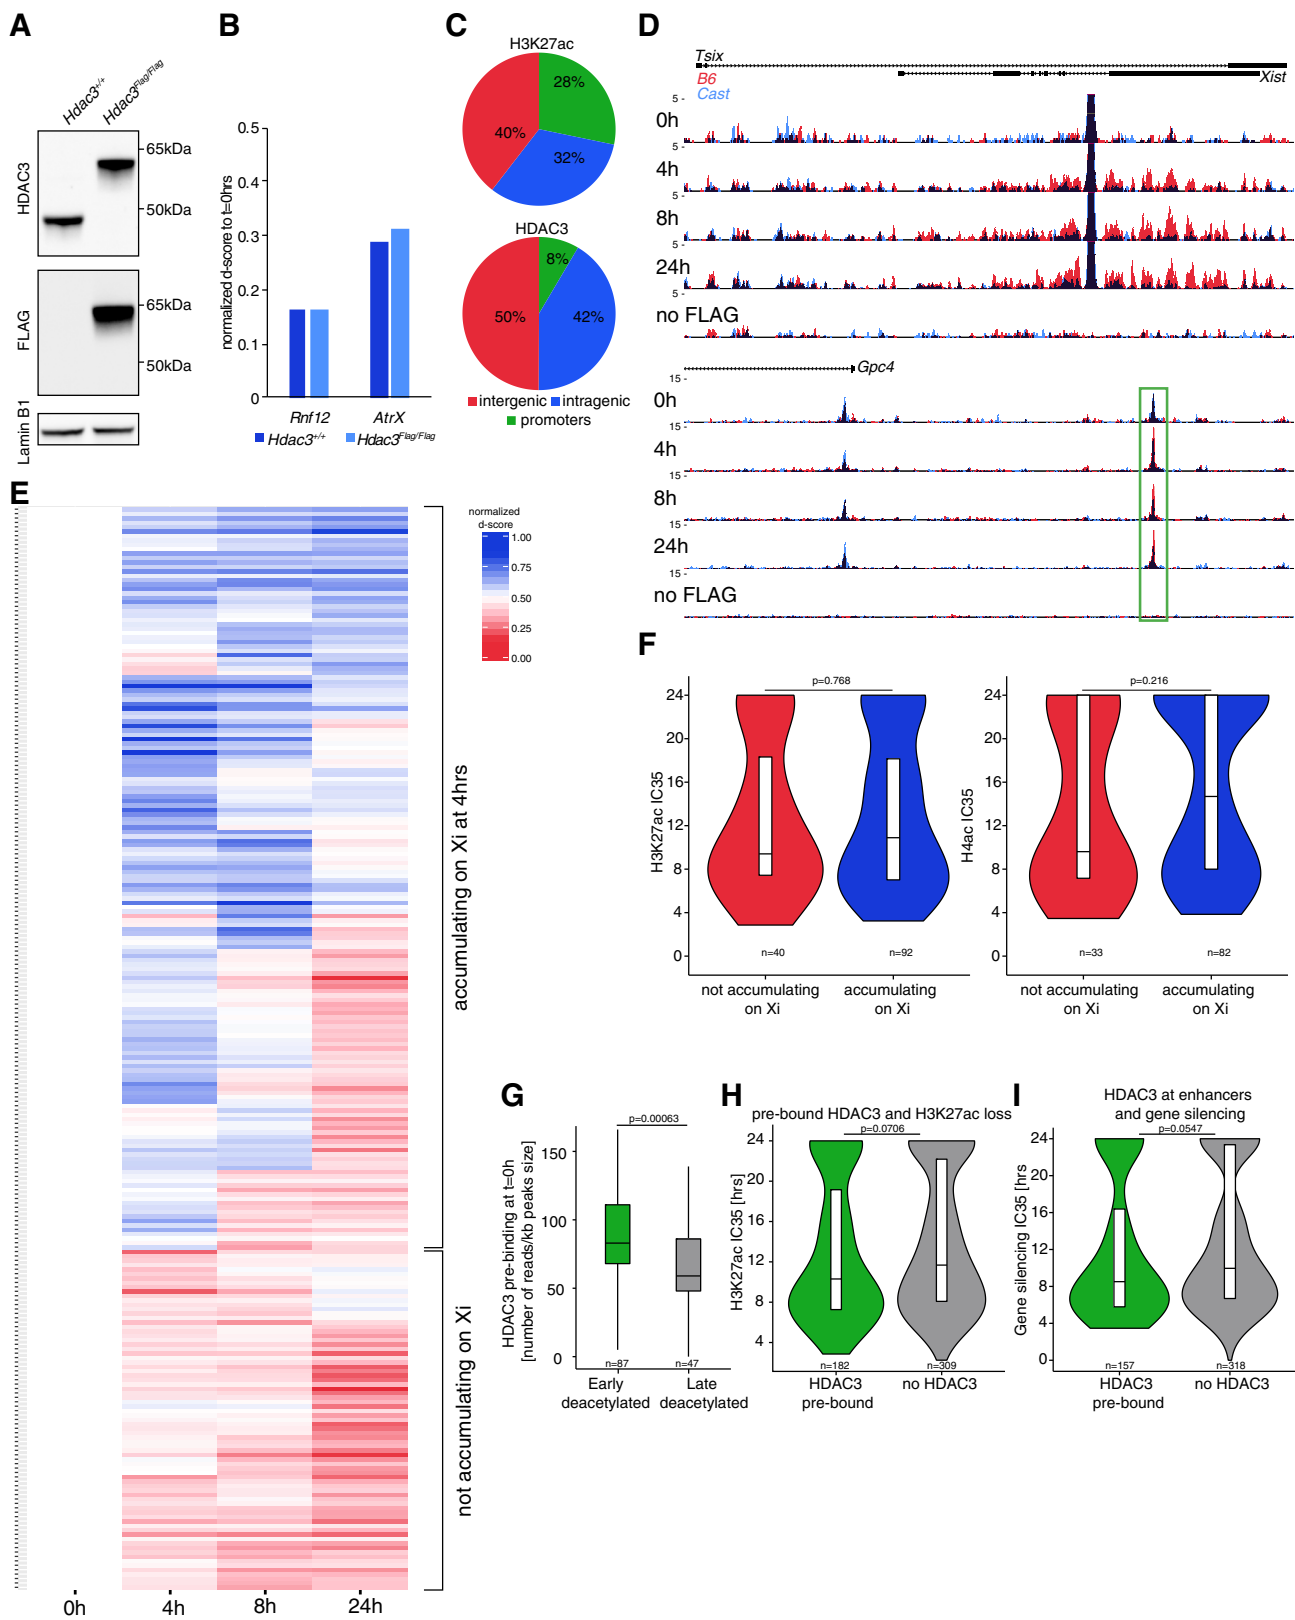 A
Hdac3+/+
Hdac3Flag/Flag
HDAC3
65kDa
50kDa
FLAG
65kDa
50kDa
Lamin B1
B
normalized d-score to t=0hrs
0.5
0.4
0.3
0.2
0.1
0
Rnf12
AtrX
Hdac3+/+
Hdac3Flag/Flag
C
H3K27ac
28%
40%
32%
HDAC3
8%
50%
42%
intergenic
intragenic
promoters
D
Tsix
B6
Cast
Xist
5 -
0h
5 -
4h
5 -
8h
5 -
24h
5 -
no FLAG
Gpc4
15 -
0h
15 -
4h
15 -
8h
15 -
24h
15 -
no FLAG
E
normalized
d-score
1.00
0.75
0.50
0.25
0.00
accumulating on Xi at 4hrs
not accumulating on Xi
0h
4h
8h
24h
F
p=0.768
H3K27ac IC35
24
20
16
12
8
4
0
n=40
n=92
not accumulating
on Xi
accumulating
on Xi
p=0.216
H4ac IC35
24
20
16
12
8
4
0
n=33
n=82
not accumulating
on Xi
accumulating
on Xi
G
p=0.00063
HDAC3 pre-binding at t=0h
[number of reads/kb peaks size]
150
100
50
0
n=87
n=47
Early
deacetylated
Late
deacetylated
H
pre-bound HDAC3 and H3K27ac loss
p=0.0706
H3K27ac IC35 [hrs]
24
20
16
12
8
4
n=182
n=309
HDAC3
pre-bound
no HDAC3
I
HDAC3 at enhancers
and gene silencing
p=0.0547
Gene silencing IC35 [hrs
24
20
16
12
8
4
0
n=157
n=318
HDAC3
pre-bound
no HDAC3